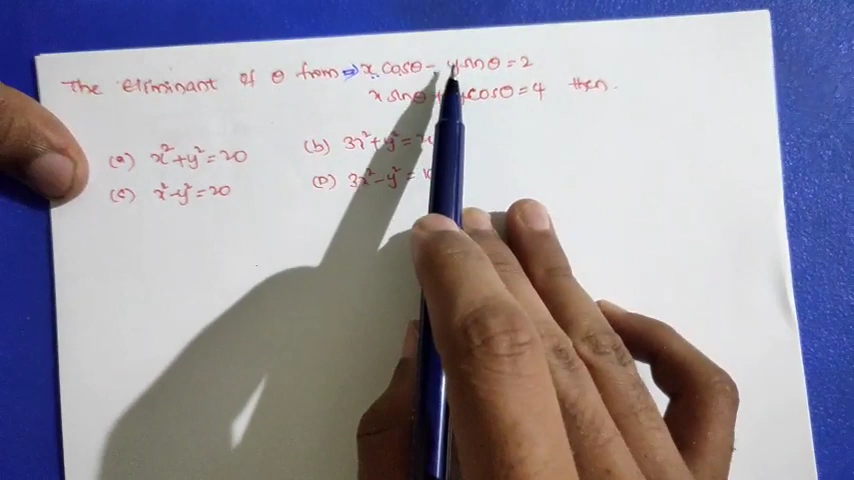 The eliminant of θ from ⇒ x cosθ - y sinθ = 2
x sinθ + y cosθ = 4 then.
(a) x² + y² = 20 (b) 3x² + y² =
(c) x² - y² = 20 (D) 3x² - y² =